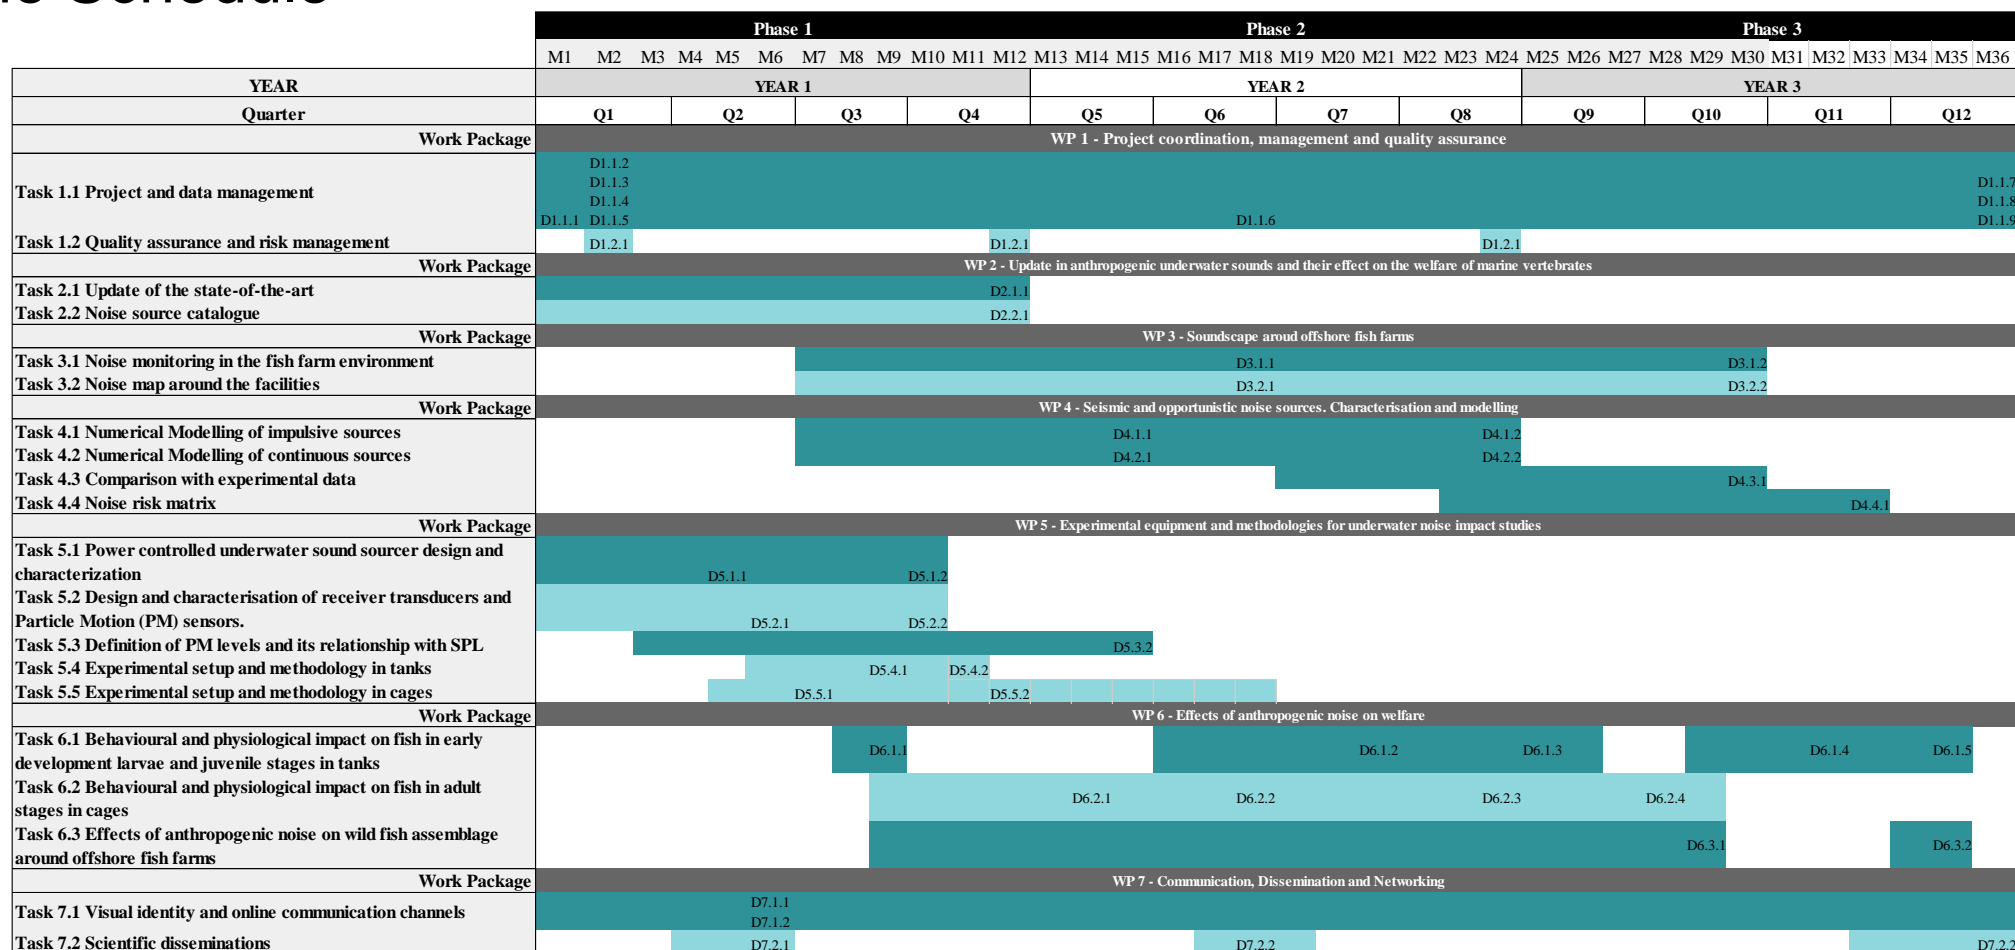 Schedule
Phase 1 Phase 2 Phase 3
M1 M2 M3 M4 M5 M6 M7 M8 M9 M10 M11 M12 M13 M14 M15 M16 M17 M18 M19 M20 M21 M22 M23 M24 M25 M26 M27 M28 M29 M30 M31 M32 M33 M34 M35 M36
YEAR YEAR 1 YEAR 2 YEAR 3
Quarter Q1 Q2 Q3 Q4 Q5 Q6 Q7 Q8 Q9 Q10 Q11 Q12
Work Package WP 1 - Project coordination, management and quality assurance
D1.1.2
Task 1.1 Project and data management D1.1.3 D1.1.7
D1.1.4 D1.1.8
D1.1.1 D1.1.5 D1.1.6 D1.1.9
Task 1.2 Quality assurance and risk management D1.2.1 D1.2.1 D1.2.1
Work Package WP 2 - Update in anthropogenic underwater sounds and their effect on the welfare of marine vertebrates
Task 2.1 Update of the state-of-the-art D2.1.1
Task 2.2 Noise source catalogue D2.2.1
Work Package WP 3 - Soundscape aroud offshore fish farms
Task 3.1 Noise monitoring in the fish farm environment D3.1.1 D3.1.2
Task 3.2 Noise map around the facilities D3.2.1 D3.2.2
Work Package WP 4 - Seismic and opportunistic noise sources. Characterisation and modelling
Task 4.1 Numerical Modelling of impulsive sources D4.1.1 D4.1.2
Task 4.2 Numerical Modelling of continuous sources D4.2.1 D4.2.2
Task 4.3 Comparison with experimental data D4.3.1
Task 4.4 Noise risk matrix D4.4.1
Work Package WP 5 - Experimental equipment and methodologies for underwater noise impact studies
Task 5.1 Power controlled underwater sound sourcer design and
characterization D5.1.1 D5.1.2
Task 5.2 Design and characterisation of receiver transducers and
Particle Motion (PM) sensors. D5.2.1 D5.2.2
Task 5.3 Definition of PM levels and its relationship with SPL D5.3.2
Task 5.4 Experimental setup and methodology in tanks D5.4.1 D5.4.2
Task 5.5 Experimental setup and methodology in cages D5.5.1 D5.5.2
Work Package WP 6 - Effects of anthropogenic noise on welfare
Task 6.1 Behavioural and physiological impact on fish in early
development larvae and juvenile stages in tanks D6.1.1 D6.1.2 D6.1.3 D6.1.4 D6.1.5
Task 6.2 Behavioural and physiological impact on fish in adult
stages in cages D6.2.1 D6.2.2 D6.2.3 D6.2.4
Task 6.3 Effects of anthropogenic noise on wild fish assemblage
around offshore fish farms D6.3.1 D6.3.2
Work Package WP 7 - Communication, Dissemination and Networking
Task 7.1 Visual identity and online communication channels D7.1.1
D7.1.2
Task 7.2 Scientific disseminations D7.2.1 D7.2.2 D7.2.2